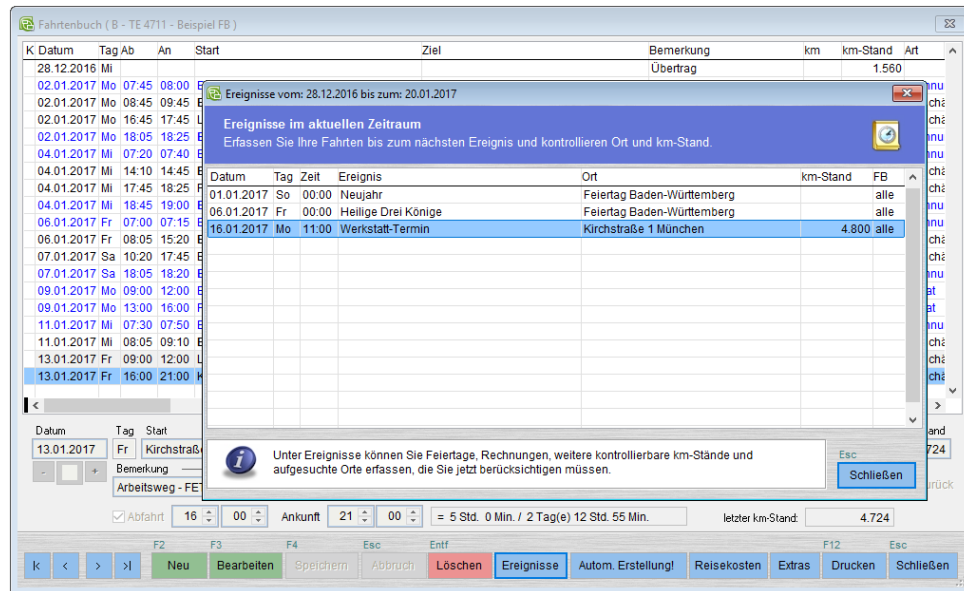 Fahrtenbuch ( B - TE 4711 - Beispiel FB )
K Datum Tag Ab An Start Ziel Bemerkung km km-Stand Art
28.12.2016 Mi Übertrag 1.560
02.01.2017 Mo 07:45 08:00
02.01.2017 Mo 08:45 09:45
02.01.2017 Mo 16:45 17:45
02.01.2017 Mo 18:05 18:25
04.01.2017 Mi 07:20 07:40
04.01.2017 Mi 14:10 14:45
04.01.2017 Mi 17:45 18:25
04.01.2017 Mi 18:45 19:00
06.01.2017 Fr 07:00 07:15
06.01.2017 Fr 08:05 15:20
07.01.2017 Sa 10:20 17:45
07.01.2017 Sa 18:05 18:20
09.01.2017 Mo 09:00 12:00
09.01.2017 Mo 13:00 16:00
11.01.2017 Mi 07:30 07:50
11.01.2017 Mi 08:05 09:10
13.01.2017 Fr 09:00 12:00
13.01.2017 Fr 16:00 21:00
Ereignisse vom: 28.12.2016 bis zum: 20.01.2017
Ereignisse im aktuellen Zeitraum
Erfassen Sie Ihre Fahrten bis zum nächsten Ereignis und kontrollieren Ort und km-Stand.
Datum Tag Zeit Ereignis Ort km-Stand FB
01.01.2017 So 00:00 Neujahr Feiertag Baden-Württemberg alle
06.01.2017 Fr 00:00 Heilige Drei Könige Feiertag Baden-Württemberg alle
16.01.2017 Mo 11:00 Werkstatt-Termin Kirchstraße 1 München 4.800 alle
Unter Ereignisse können Sie Feiertage, Rechnungen, weitere kontrollierbare km-Stände und
aufgesuchte Orte erfassen, die Sie jetzt berücksichtigen müssen.
Esc
Schließen
Datum Tag Start
13.01.2017 Fr
- + Bemerkung
Arbeitsweg
Abfahrt 16 00 Ankunft 21 00 = 5 Std. 0 Min. / 2 Tag(e) 12 Std. 55 Min. letzter km-Stand: 4.724
F2 F3 F4 Esc Entf F12 Esc
Neu Bearbeiten Speichern Abbruch Löschen Ereignisse Autom. Erstellung! Reisekosten Extras Drucken Schließen